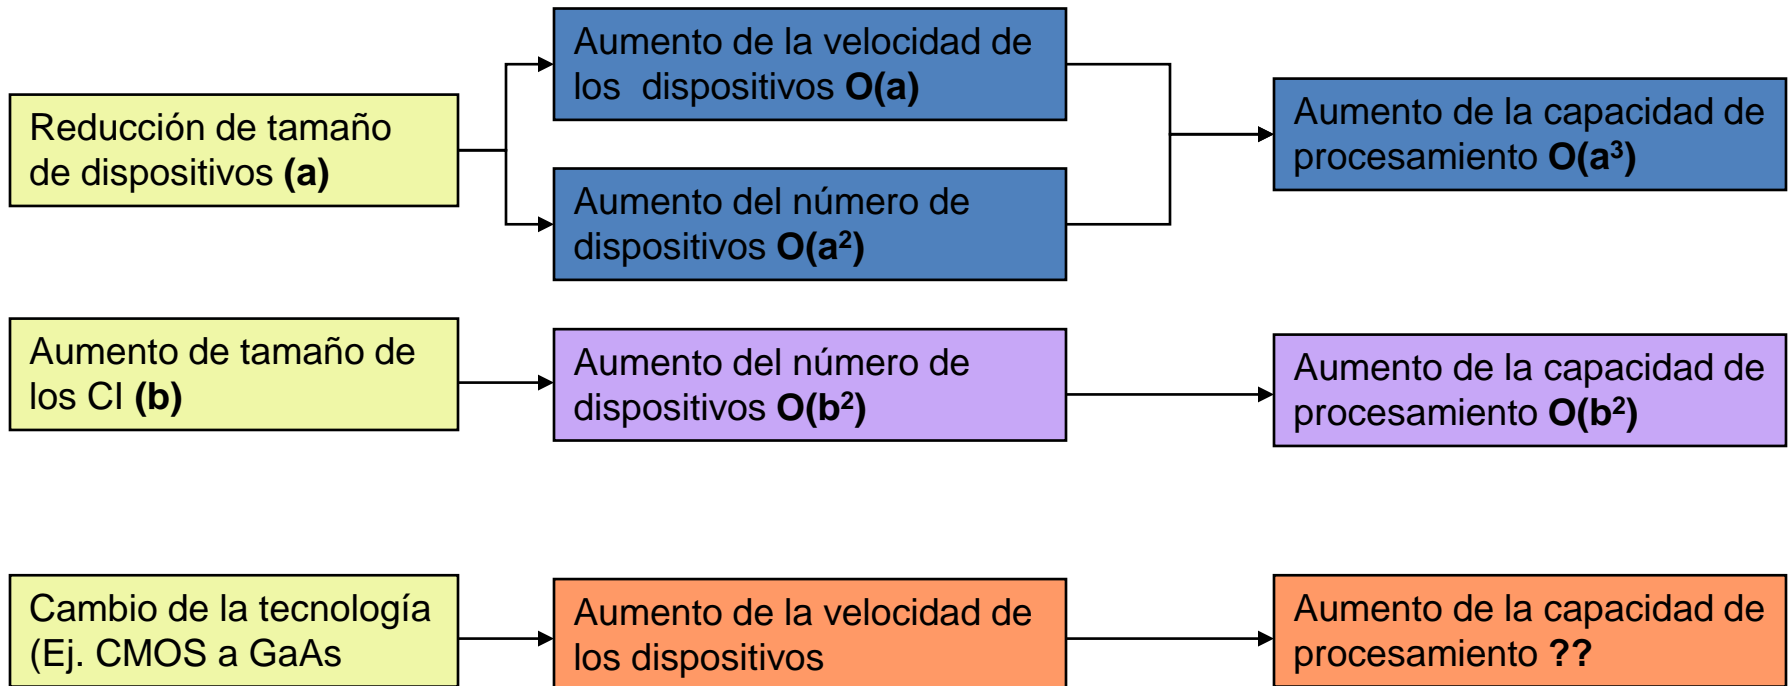 Aumento de la velocidad de
los dispositivos O(a)
Reducción de tamaño
de dispositivos (a)
Aumento de la capacidad de
procesamiento O(a³)
Aumento del número de
dispositivos O(a²)
Aumento de tamaño de
los CI (b)
Aumento del número de
dispositivos O(b²)
Aumento de la capacidad de
procesamiento O(b²)
Cambio de la tecnología
(Ej. CMOS a GaAs
Aumento de la velocidad de
los dispositivos
Aumento de la capacidad de
procesamiento ??